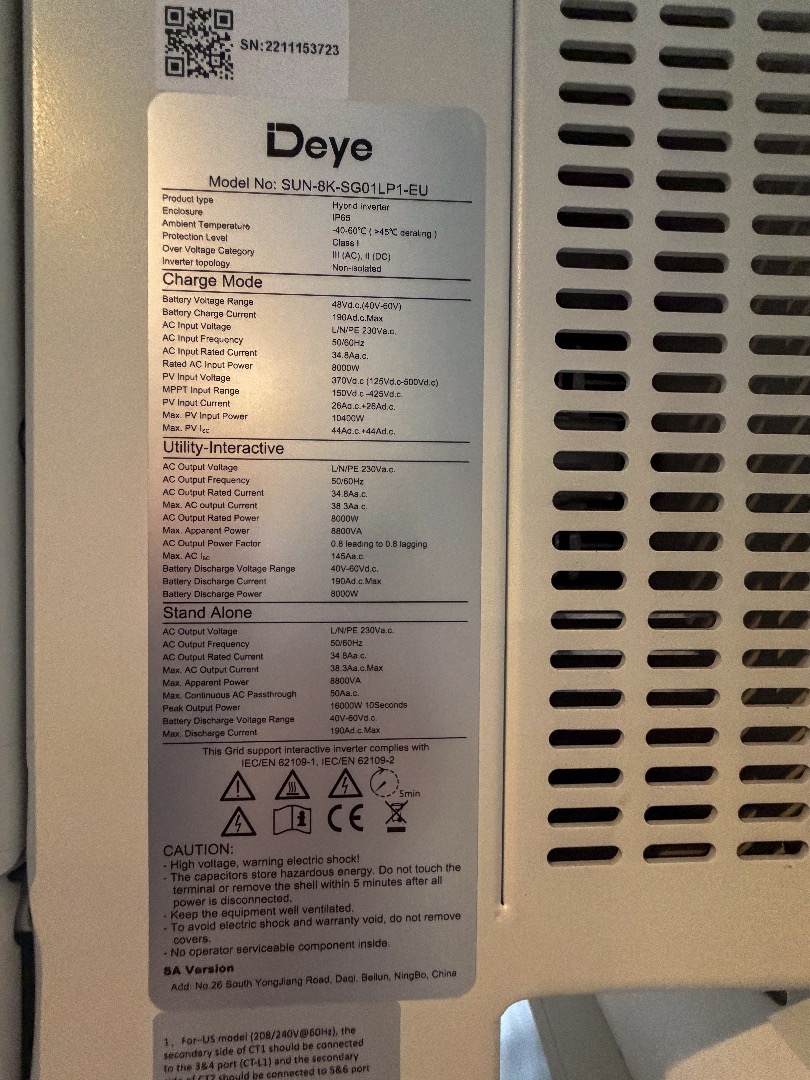 SN:2211153723
Deye
Model No: SUN-8K-SG01LP1-EU
Product type Hybrid inverter
Enclosure IP65
Ambient Temperature -40-60℃ ( >45℃ derating )
Protection Level Class I
Over Voltage Category III (AC), II (DC)
Inverter topology Non-isolated
Charge Mode
Battery Voltage Range 48Vd.c.(40V-60V)
Battery Charge Current 190Ad.c.Max
AC Input Voltage L/N/PE 230Va.c.
AC Input Frequency 50/60Hz
AC Input Rated Current 34.8Aa.c.
Rated AC Input Power 8000W
PV Input Voltage 370Vd.c (125Vd.c-500Vd.c)
MPPT Input Range 150Vd.c.-425Vd.c.
PV Input Current 26Ad.c.+26Ad.c.
Max. PV Input Power 10400W
Max. PV Isc 44Ad.c.+44Ad.c.
Utility-Interactive
AC Output Voltage L/N/PE 230Va.c.
AC Output Frequency 50/60Hz
AC Output Rated Current 34.8Aa.c.
Max. AC output Current 38.3Aa.c.
AC Output Rated Power 8000W
Max. Apparent Power 8800VA
AC Output Power Factor 0.8 leading to 0.8 lagging
Max. AC Isc 145Aa.c.
Battery Discharge Voltage Range 40V-60Vd.c.
Battery Discharge Current 190Ad.c.Max
Battery Discharge Power 8000W
Stand Alone
AC Output Voltage L/N/PE 230Va.c.
AC Output Frequency 50/60Hz
AC Output Rated Current 34.8Aa.c.
Max. AC Output Current 38.3Aa.c.Max
Max. Apparent Power 8800VA
Max. Continuous AC Passthrough 50Aa.c.
Peak Output Power 16000W 10Seconds
Battery Discharge Voltage Range 40V-60Vd.c
Max. Discharge Current 190Ad.c.Max
This Grid support interactive inverter complies with
IEC/EN 62109-1, IEC/EN 62109-2
5min
CE
CAUTION:
- High voltage, warning electric shock!
- The capacitors store hazardous energy. Do not touch the
terminal or remove the shell within 5 minutes after all
power is disconnected.
- Keep the equipment well ventilated.
- To avoid electric shock and warranty void, do not remove
covers.
- No operator serviceable component inside.
Version
Add: No.26 South YongJiang Road, Daqi, Beilun, NingBo, China
1、For-US model (208/240V@60Hz), the
secondary side of CT1 should be connected
to the 3&4 port (CT-L1) and the secondary
side of CT2 should be connected to 5&6 port